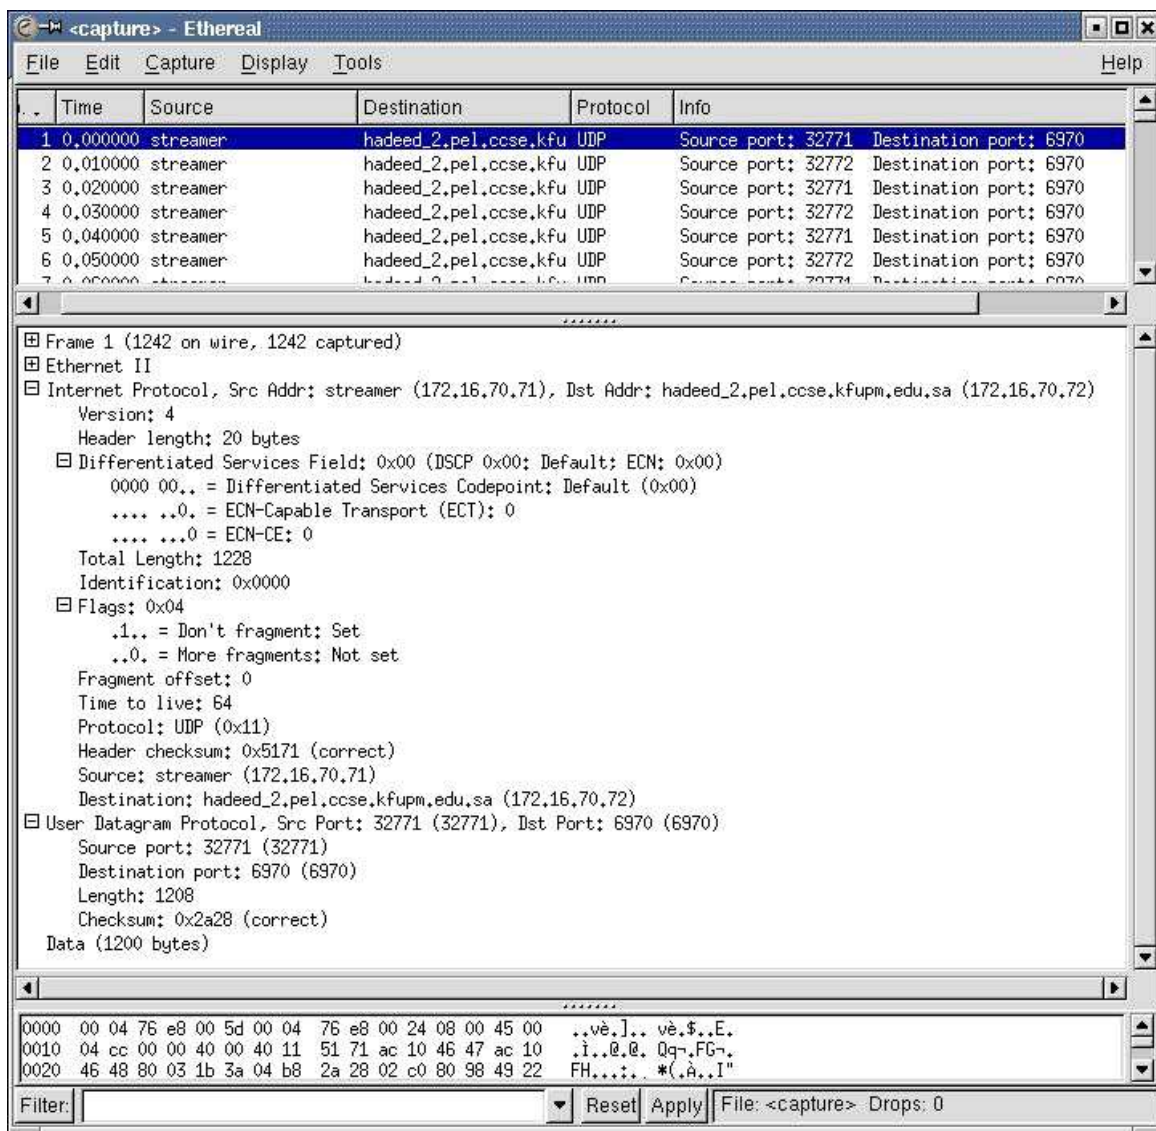 <capture> - Ethereal
File Edit Capture Display Tools Help
. . Time Source Destination Protocol Info
1 0.000000 streamer hadeed_2.pel.ccse.kfu UDP Source port: 32771 Destination port: 6970
2 0.010000 streamer hadeed_2.pel.ccse.kfu UDP Source port: 32772 Destination port: 6970
3 0.020000 streamer hadeed_2.pel.ccse.kfu UDP Source port: 32771 Destination port: 6970
4 0.030000 streamer hadeed_2.pel.ccse.kfu UDP Source port: 32772 Destination port: 6970
5 0.040000 streamer hadeed_2.pel.ccse.kfu UDP Source port: 32771 Destination port: 6970
6 0.050000 streamer hadeed_2.pel.ccse.kfu UDP Source port: 32772 Destination port: 6970
Frame 1 (1242 on wire, 1242 captured)
Ethernet II
Internet Protocol, Src Addr: streamer (172.16.70.71), Dst Addr: hadeed_2.pel.ccse.kfupm.edu.sa (172.16.70.72)
Version: 4
Header length: 20 bytes
Differentiated Services Field: 0x00 (DSCP 0x00: Default; ECN: 0x00)
0000 00.. = Differentiated Services Codepoint: Default (0x00)
.... ..0. = ECN-Capable Transport (ECT): 0
.... ...0 = ECN-CE: 0
Total Length: 1228
Identification: 0x0000
Flags: 0x04
.1.. = Don't fragment: Set
..0. = More fragments: Not set
Fragment offset: 0
Time to live: 64
Protocol: UDP (0x11)
Header checksum: 0x5171 (correct)
Source: streamer (172.16.70.71)
Destination: hadeed_2.pel.ccse.kfupm.edu.sa (172.16.70.72)
User Datagram Protocol, Src Port: 32771 (32771), Dst Port: 6970 (6970)
Source port: 32771 (32771)
Destination port: 6970 (6970)
Length: 1208
Checksum: 0x2a28 (correct)
Data (1200 bytes)
0000 00 04 76 e8 00 5d 00 04 76 e8 00 24 08 00 45 00 ..vè.].. vè.$..E.
0010 04 cc 00 00 40 00 40 11 51 71 ac 10 46 47 ac 10 .Ì..@.@. Qq¬.FG¬.
0020 46 48 80 03 1b 3a 04 b8 2a 28 02 c0 80 98 49 22 FH...:.. *(.À..I"
Filter: Reset Apply File: <capture> Drops: 0